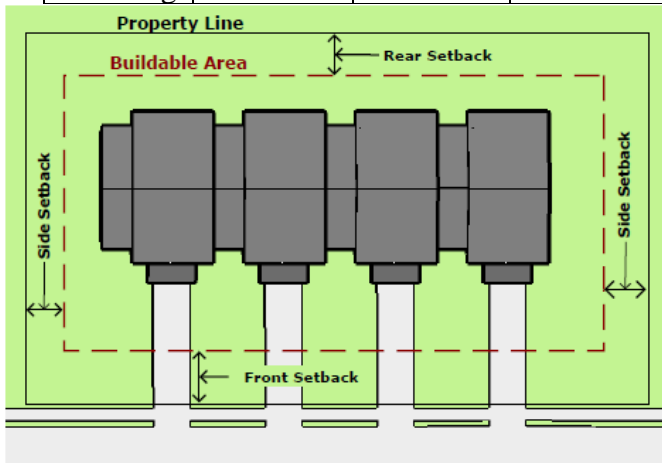 Property Line
Rear Setback
Buildable Area
Side Setback
Side Setback
Front Setback